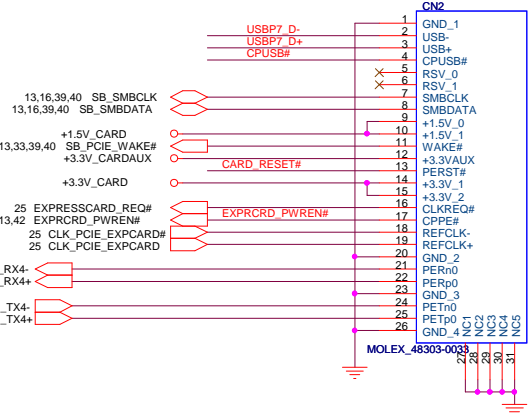 CN2
1 GND_1
USBP7_D- 2 USB-
USBP7_D+ 3 USB+
CPUSB# 4 CPUSB#
5 RSV_0
6 RSV_1
13,16,39,40 SB_SMBCLK 7 SMBCLK
13,16,39,40 SB_SMBDATA 8 SMBDATA
9 +1.5V_0
+1.5V_CARD 10 +1.5V_1
13,33,39,40 SB_PCIE_WAKE# 11 WAKE#
+3.3V_CARDAUX 12 +3.3VAUX
CARD_RESET# 13 PERST#
+3.3V_CARD 14 +3.3V_1
15 +3.3V_2
25 EXPRESSCARD_REQ# 16 CLKREQ#
13,42 EXPRCRD_PWREN# EXPRCRD_PWREN# 17 CPPE#
25 CLK_PCIE_EXPCARD# 18 REFCLK-
25 CLK_PCIE_EXPCARD 19 REFCLK+
20 GND_2
_RX4- 21 PERn0
_RX4+ 22 PERp0
23 GND_3
_TX4- 24 PETn0
_TX4+ 25 PETp0
26 GND_4
MOLEX_48303-0033
NC1
NC2
NC3
NC4
NC5
27
28
29
30
31